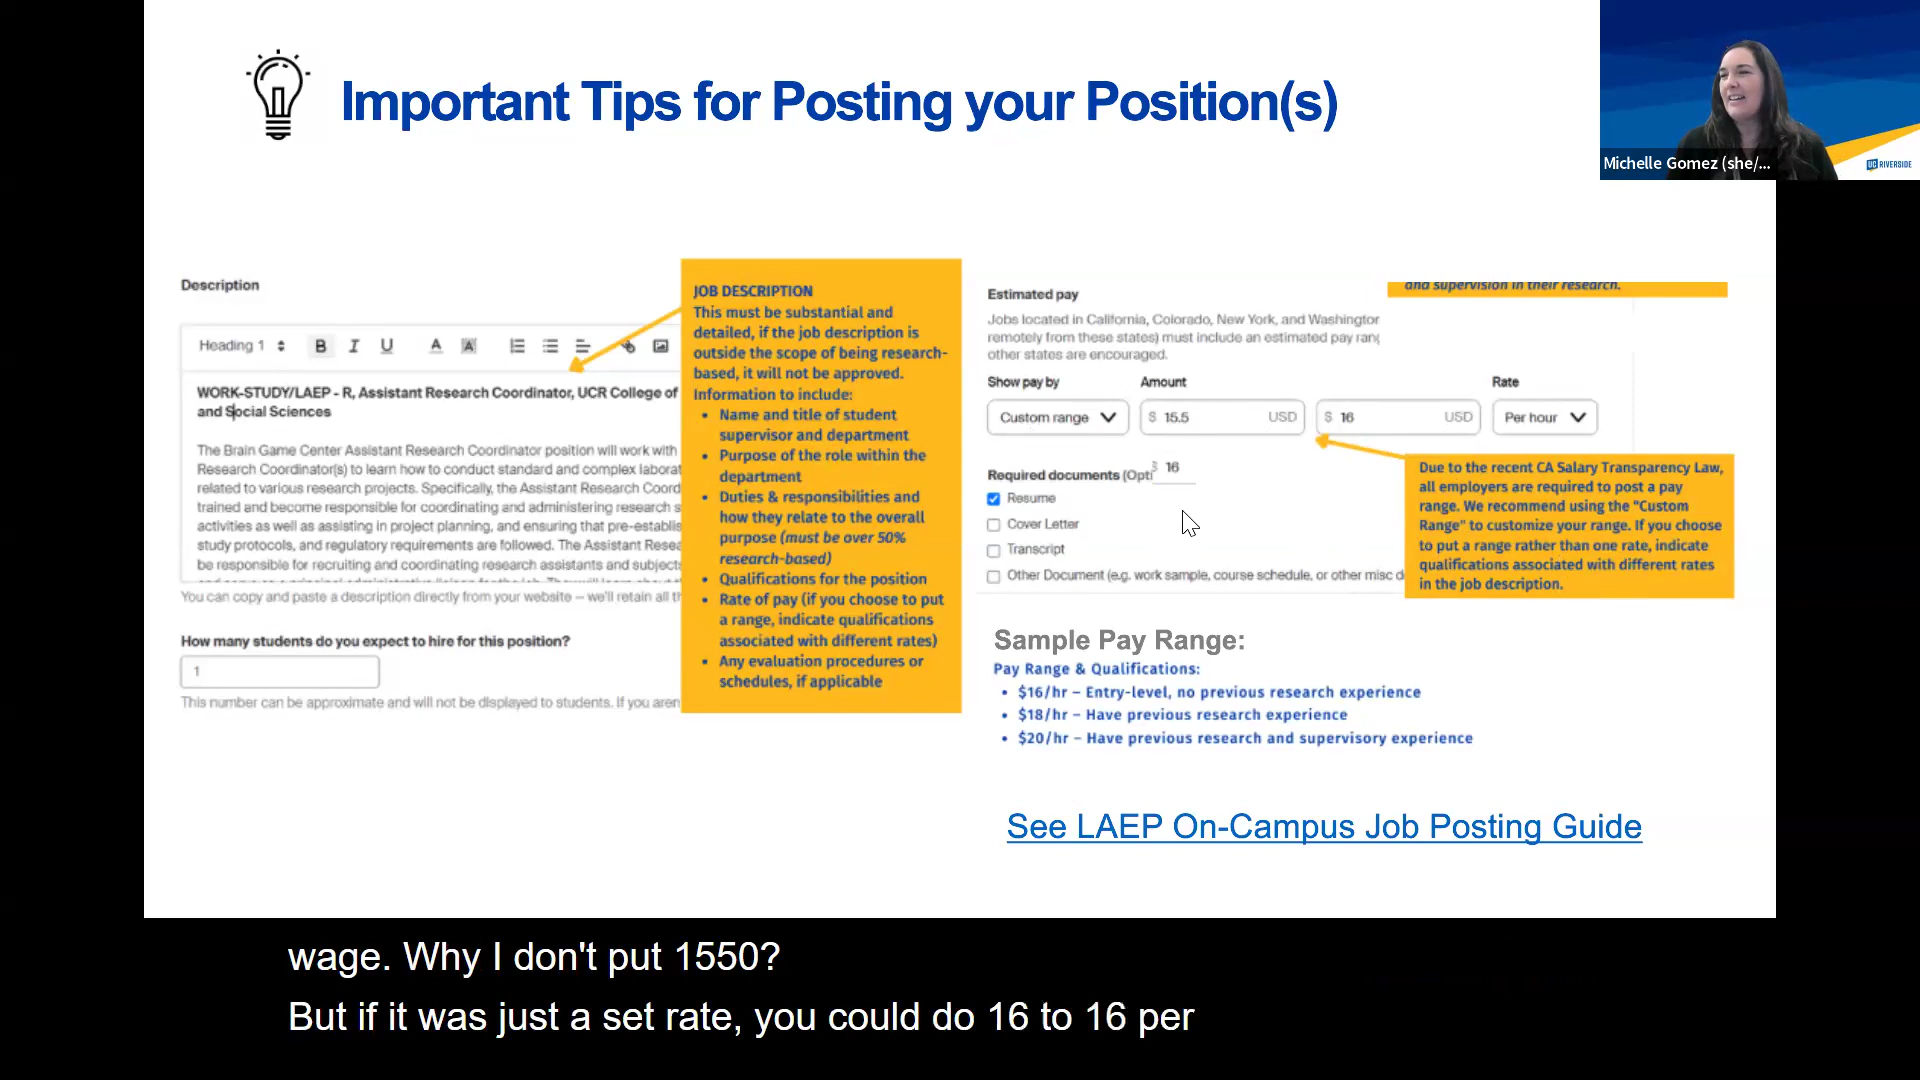 Important Tips for Posting your Position(s)
Michelle Gomez (she/...
UC RIVERSIDE
Description
Heading 1
B I U A A
WORK-STUDY/LAEP - R, Assistant Research Coordinator, UCR College of
and Social Sciences
The Brain Game Center Assistant Research Coordinator position will work with
Research Coordinator(s) to learn how to conduct standard and complex laborat
related to various research projects. Specifically, the Assistant Research Coord
trained and become responsible for coordinating and administering research s
activities as well as assisting in project planning, and ensuring that pre-establis
study protocols, and regulatory requirements are followed. The Assistant Resea
be responsible for recruiting and coordinating research assistants and subjects
You can copy and paste a description directly from your website – we'll retain all th
How many students do you expect to hire for this position?
1
This number can be approximate and will not be displayed to students. If you aren
JOB DESCRIPTION
This must be substantial and
detailed, if the job description is
outside the scope of being research-
based, it will not be approved.
Information to include:
• Name and title of student
supervisor and department
• Purpose of the role within the
department
• Duties & responsibilities and
how they relate to the overall
purpose (must be over 50%
research-based)
• Qualifications for the position
• Rate of pay (if you choose to put
a range, indicate qualifications
associated with different rates)
• Any evaluation procedures or
schedules, if applicable
and supervision in their research.
Estimated pay
Jobs located in California, Colorado, New York, and Washington
remotely from these states) must include an estimated pay rang
other states are encouraged.
Show pay by Amount Rate
Custom range $ 15.5 USD $ 16 USD Per hour
Required documents (Opti
$ 16
Resume
Cover Letter
Transcript
Other Document (e.g. work sample, course schedule, or other misc d
Due to the recent CA Salary Transparency Law,
all employers are required to post a pay
range. We recommend using the "Custom
Range" to customize your range. If you choose
to put a range rather than one rate, indicate
qualifications associated with different rates
in the job description.
Sample Pay Range:
Pay Range & Qualifications:
• $16/hr – Entry-level, no previous research experience
• $18/hr – Have previous research experience
• $20/hr – Have previous research and supervisory experience
See LAEP On-Campus Job Posting Guide
wage. Why I don't put 1550?
But if it was just a set rate, you could do 16 to 16 per